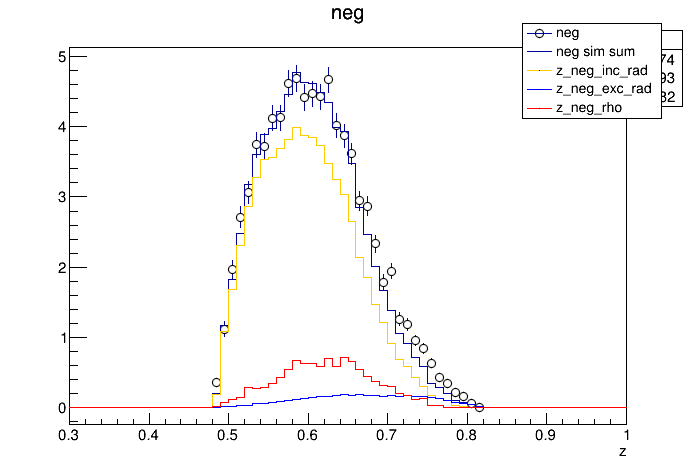 neg
neg
neg sim sum
z_neg_inc_rad
z_neg_exc_rad
z_neg_rho
74
93
32
5
4
3
2
1
0
0.3 0.4 0.5 0.6 0.7 0.8 0.9 1
z